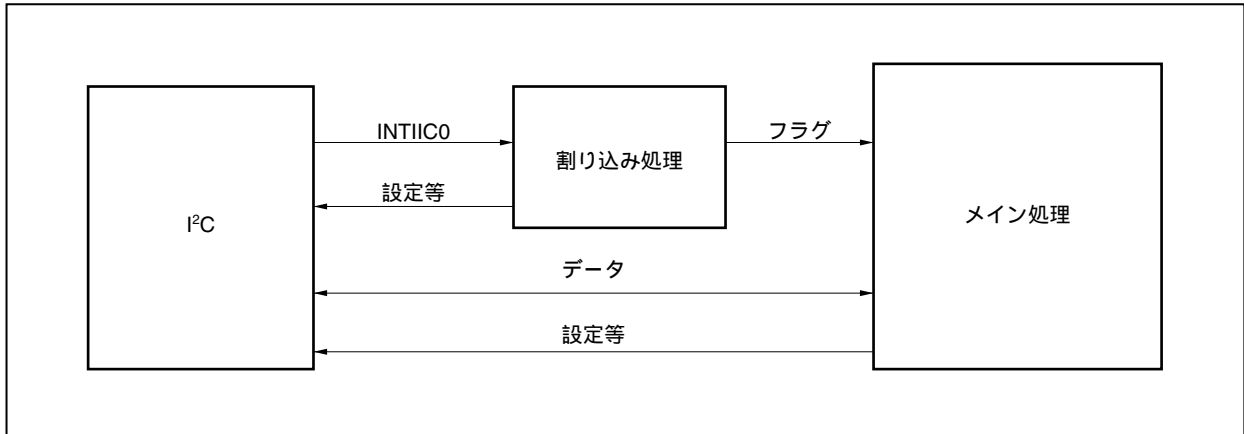 INTIIC0
フラグ
割り込み処理
設定等
I²C
メイン処理
データ
設定等